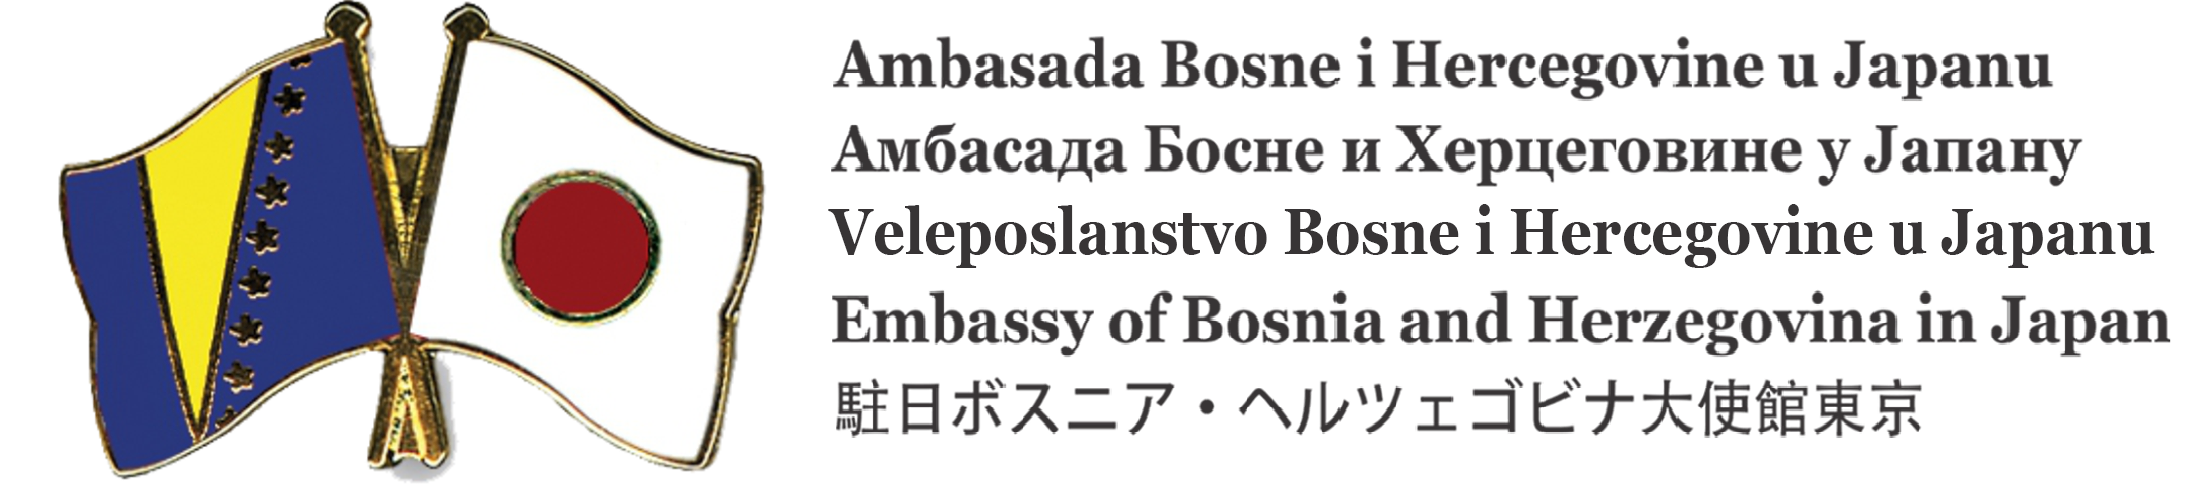 Ambasada Bosne i Hercegovine u Japanu
Амбасада Босне и Херцеговине у Јапану
Veleposlanstvo Bosne i Hercegovine u Japanu
Embassy of Bosnia and Herzegovina in Japan
駐日ボスニア・ヘルツェゴビナ大使館東京